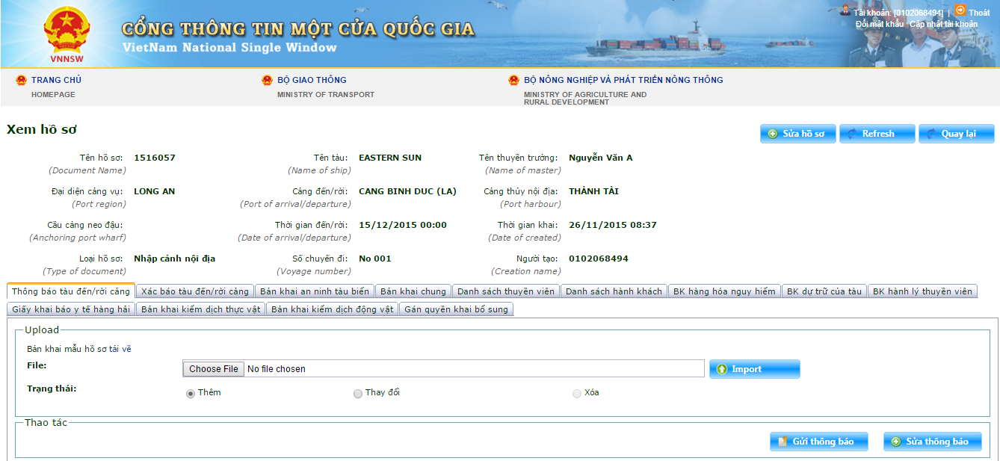 VNNSW
CỔNG THÔNG TIN MỘT CỬA QUỐC GIA
VietNam National Single Window
Tài khoản: [0102068494] | Thoát
Đổi mật khẩu Cập nhật tài khoản
TRANG CHỦ
HOMEPAGE
BỘ GIAO THÔNG
MINISTRY OF TRANSPORT
BỘ NÔNG NGHIỆP VÀ PHÁT TRIỂN NÔNG THÔNG
MINISTRY OF AGRICULTURE AND
RURAL DEVELOPMENT
Xem hồ sơ
Sửa hồ sơ Refresh Quay lại
Tên hồ sơ: 1516057 Tên tàu: EASTERN SUN Tên thuyền trưởng: Nguyễn Văn A
(Document Name) (Name of ship) (Name of master)
Đại diện cảng vụ: LONG AN Cảng đến/rời: CANG BINH DUC (LA) Cảng thủy nội địa: THÀNH TÀI
(Port region) (Port of arrival/departure) (Port harbour)
Cầu cảng neo đậu: Thời gian đến/rời: 15/12/2015 00:00 Thời gian khai: 26/11/2015 08:37
(Anchoring port wharf) (Date of arrival/departure) (Date of created)
Loại hồ sơ: Nhập cảnh nội địa Số chuyến đi: No 001 Người tạo: 0102068494
(Type of document) (Voyage number) (Creation name)
Thông báo tàu đến/rời cảng Xác báo tàu đến/rời cảng Bản khai an ninh tàu biển Bản khai chung Danh sách thuyền viên Danh sách hành khách BK hàng hóa nguy hiểm BK dự trữ của tàu BK hành lý thuyền viên
Giấy khai báo y tế hàng hải Bản khai kiểm dịch thực vật Bản khai kiểm dịch động vật Gán quyền khai bổ sung
Upload
Bản khai mẫu hồ sơ tải về
File: Choose File No file chosen Import
Trạng thái: Thêm Thay đổi Xóa
Thao tác
Gửi thông báo Sửa thông báo